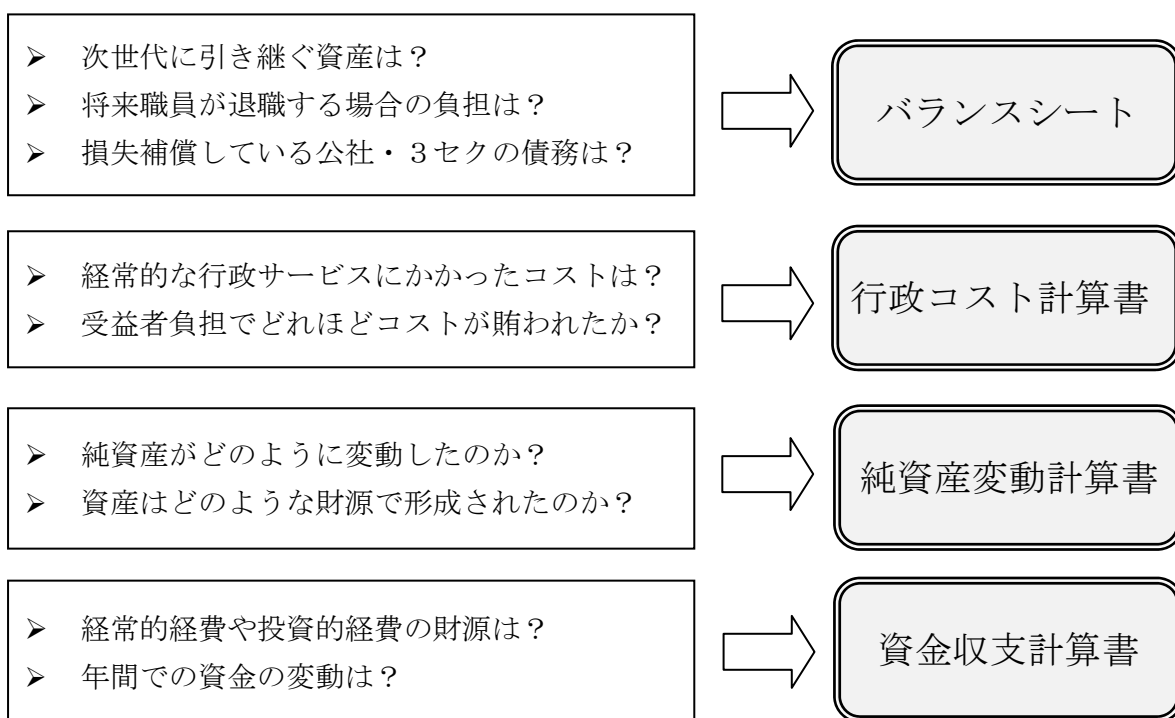 ➢ 次世代に引き継ぐ資産は？
➢ 将来職員が退職する場合の負担は？
➢ 損失補償している公社・３セクの債務は？
バランスシート
➢ 経常的な行政サービスにかかったコストは？
➢ 受益者負担でどれほどコストが賄われたか？
行政コスト計算書
➢ 純資産がどのように変動したのか？
➢ 資産はどのような財源で形成されたのか？
純資産変動計算書
➢ 経常的経費や投資的経費の財源は？
➢ 年間での資金の変動は？
資金収支計算書